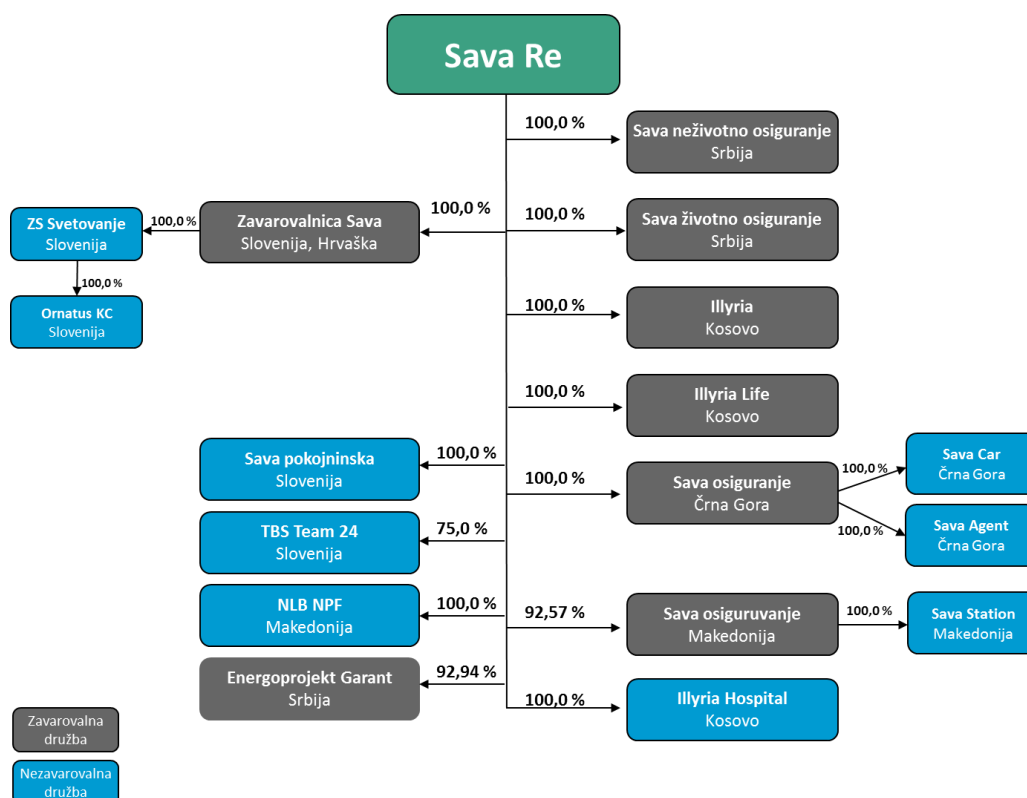 Sava Re
100,0 %
Sava neživotno osiguranje
Srbija
ZS Svetovanje
Slovenija
100,0 %
Zavarovalnica Sava
Slovenija, Hrvaška
100,0 %
100,0 %
Sava životno osiguranje
Srbija
100,0 %
Ornatus KC
Slovenija
100,0 %
Illyria
Kosovo
100,0 %
Illyria Life
Kosovo
Sava pokojninska
Slovenija
100,0 %
100,0 %
Sava osiguranje
Črna Gora
100,0 %
Sava Car
Črna Gora
100,0 %
Sava Agent
Črna Gora
TBS Team 24
Slovenija
75,0 %
NLB NPF
Makedonija
100,0 %
92,57 %
Sava osiguruvanje
Makedonija
100,0 %
Sava Station
Makedonija
Energoprojekt Garant
Srbija
92,94 %
100,0 %
Illyria Hospital
Kosovo
Zavarovalna
družba
Nezavarovalna
družba